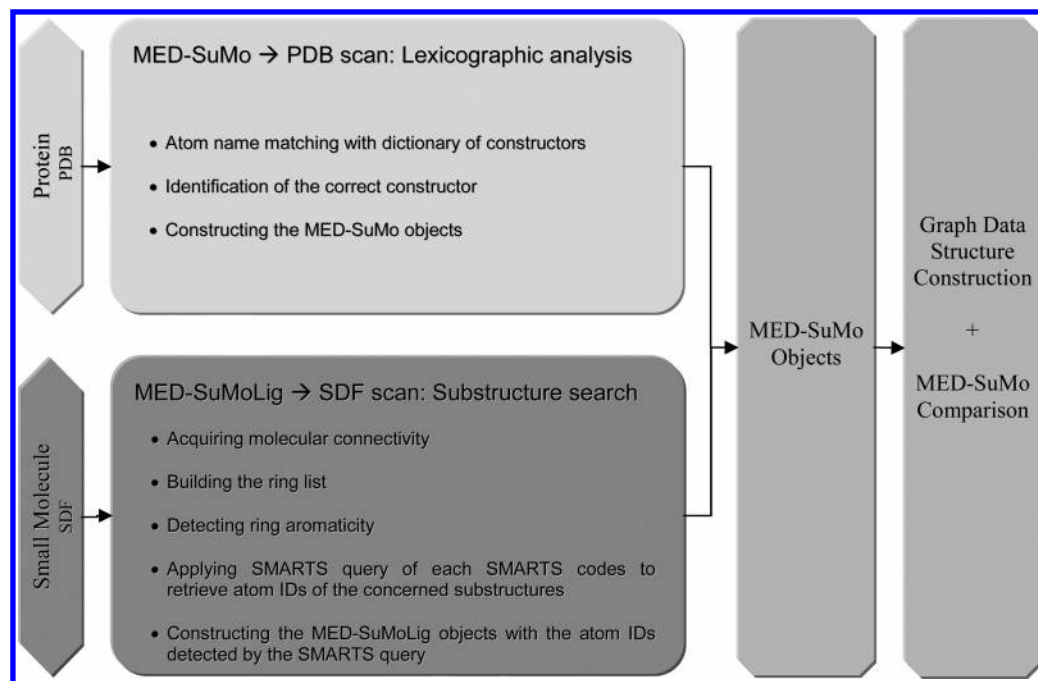 Protein
PDB
MED-SuMo → PDB scan: Lexicographic analysis
• Atom name matching with dictionary of constructors
• Identification of the correct constructor
• Constructing the MED-SuMo objects
Small Molecule
SDF
MED-SuMoLig → SDF scan: Substructure search
• Acquiring molecular connectivity
• Building the ring list
• Detecting ring aromaticity
• Applying SMARTS query of each SMARTS codes to
retrieve atom IDs of the concerned substructures
• Constructing the MED-SuMoLig objects with the atom IDs
detected by the SMARTS query
MED-SuMo
Objects
Graph Data
Structure
Construction
+
MED-SuMo
Comparison